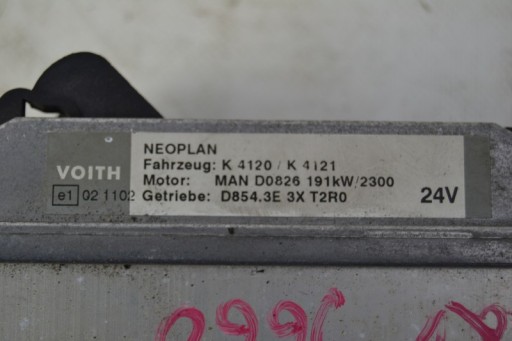 NEOPLAN
Fahrzeug: K 4120 / K 4121
VOITH
Motor: MAN D0826 191kW/2300
e1 02 1102
Getriebe: D854.3E 3X T2R0
24V